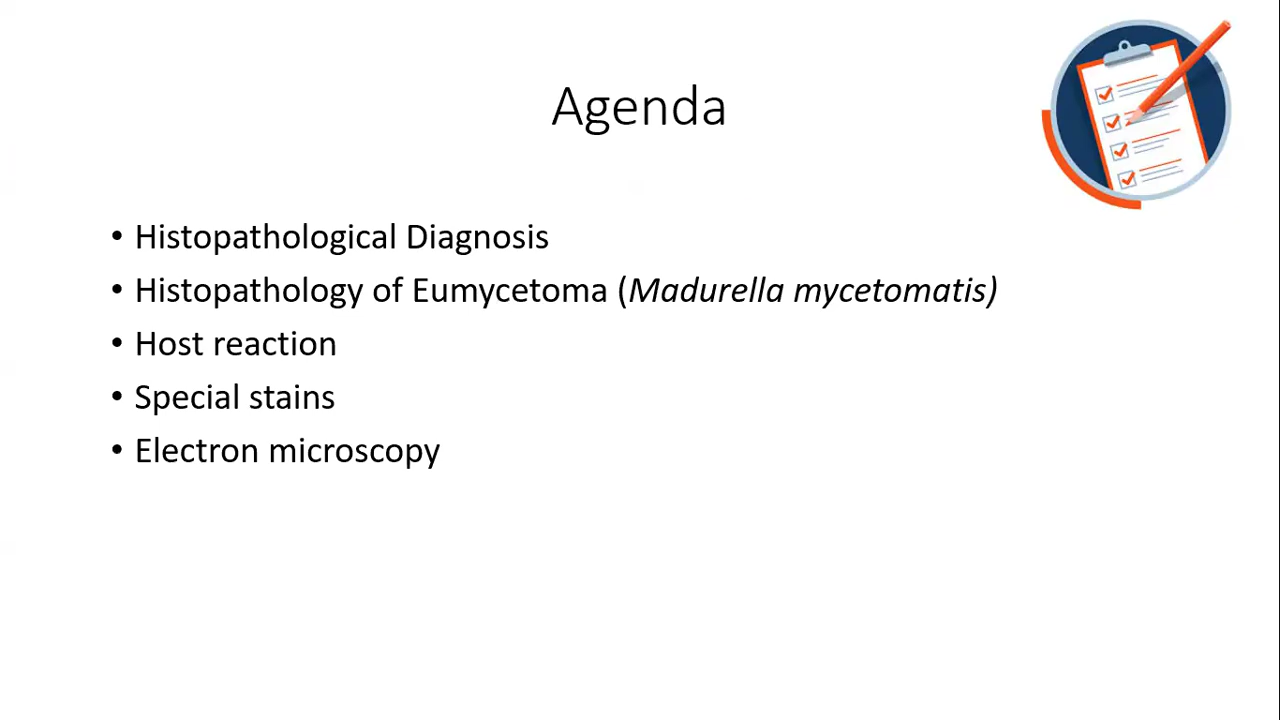 Agenda
• Histopathological Diagnosis
• Histopathology of Eumycetoma (Madurella mycetomatis)
• Host reaction
• Special stains
• Electron microscopy